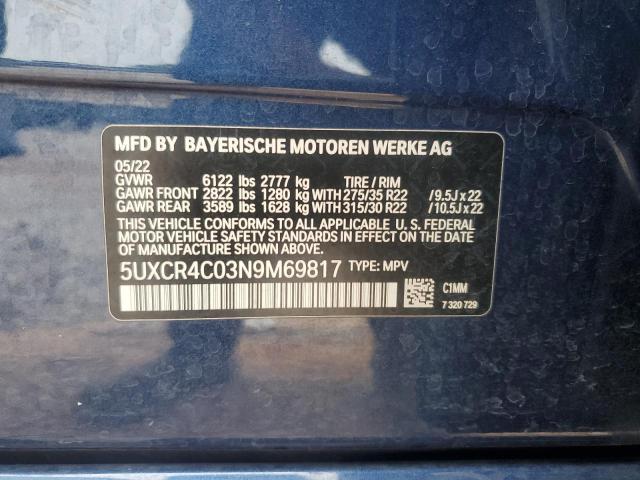 MFD BY BAYERISCHE MOTOREN WERKE AG
05/22
GVWR 6122 lbs 2777 kg TIRE / RIM
GAWR FRONT 2822 lbs 1280 kg WITH 275/35 R22 /9.5J x 22
GAWR REAR 3589 lbs 1628 kg WITH 315/30 R22 /10.5J x 22
THIS VEHICLE CONFORMS TO ALL APPLICABLE U. S. FEDERAL
MOTOR VEHICLE SAFETY STANDARDS IN EFFECT ON THE
DATE OF MANUFACTURE SHOWN ABOVE.
5UXCR4C03N9M69817 TYPE: MPV
C1MM
7 320 729